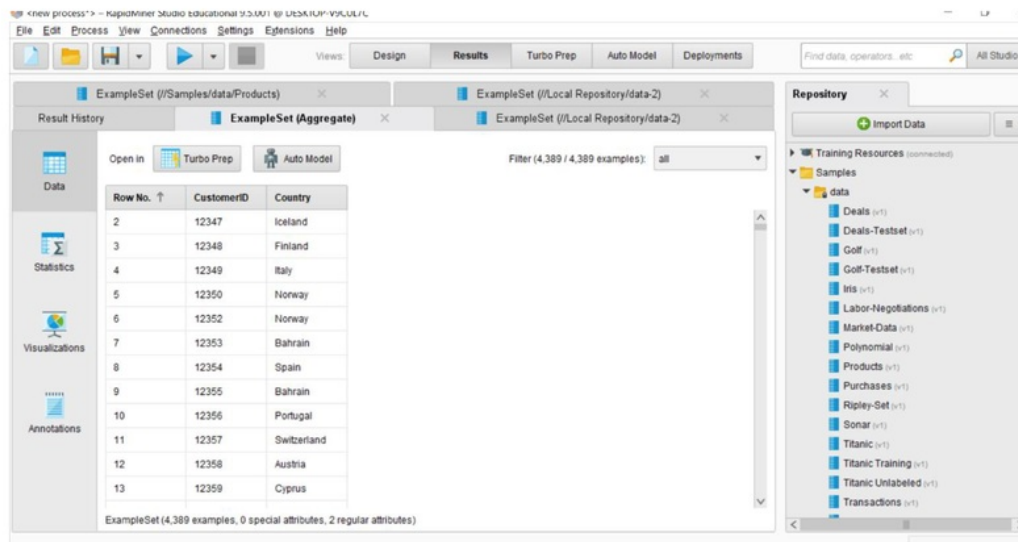 <new process*> – RapidMiner Studio Educational 9.5.001 @ DESKTOP-V9C0L7C
File Edit Process View Connections Settings Extensions Help
Views: Design Results Turbo Prep Auto Model Deployments Find data, operators...etc All Studio
ExampleSet (//Samples/data/Products) ExampleSet (//Local Repository/data-2)
Result History ExampleSet (Aggregate) ExampleSet (//Local Repository/data-2)
Data
Statistics
Visualizations
Annotations
Open in Turbo Prep Auto Model Filter (4,389 / 4,389 examples): all
Row No. CustomerID Country
2 12347 Iceland
3 12348 Finland
4 12349 Italy
5 12350 Norway
6 12352 Norway
7 12353 Bahrain
8 12354 Spain
9 12355 Bahrain
10 12356 Portugal
11 12357 Switzerland
12 12358 Austria
13 12359 Cyprus
ExampleSet (4,389 examples, 0 special attributes, 2 regular attributes)
Repository
Import Data
Training Resources (connected)
Samples
data
Deals (v1)
Deals-Testset (v1)
Golf (v1)
Golf-Testset (v1)
Iris (v1)
Labor-Negotiations (v1)
Market-Data (v1)
Polynomial (v1)
Products (v1)
Purchases (v1)
Ripley-Set (v1)
Sonar (v1)
Titanic (v1)
Titanic Training (v1)
Titanic Unlabeled (v1)
Transactions (v1)